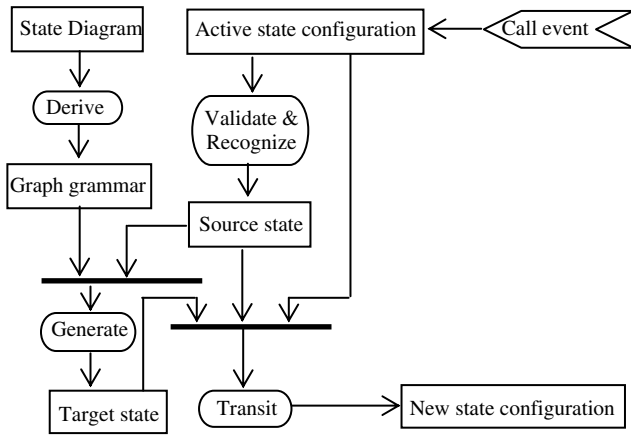 State Diagram
Active state configuration
Call event
Derive
Validate &
Recognize
Graph grammar
Source state
Generate
Target state
Transit
New state configuration